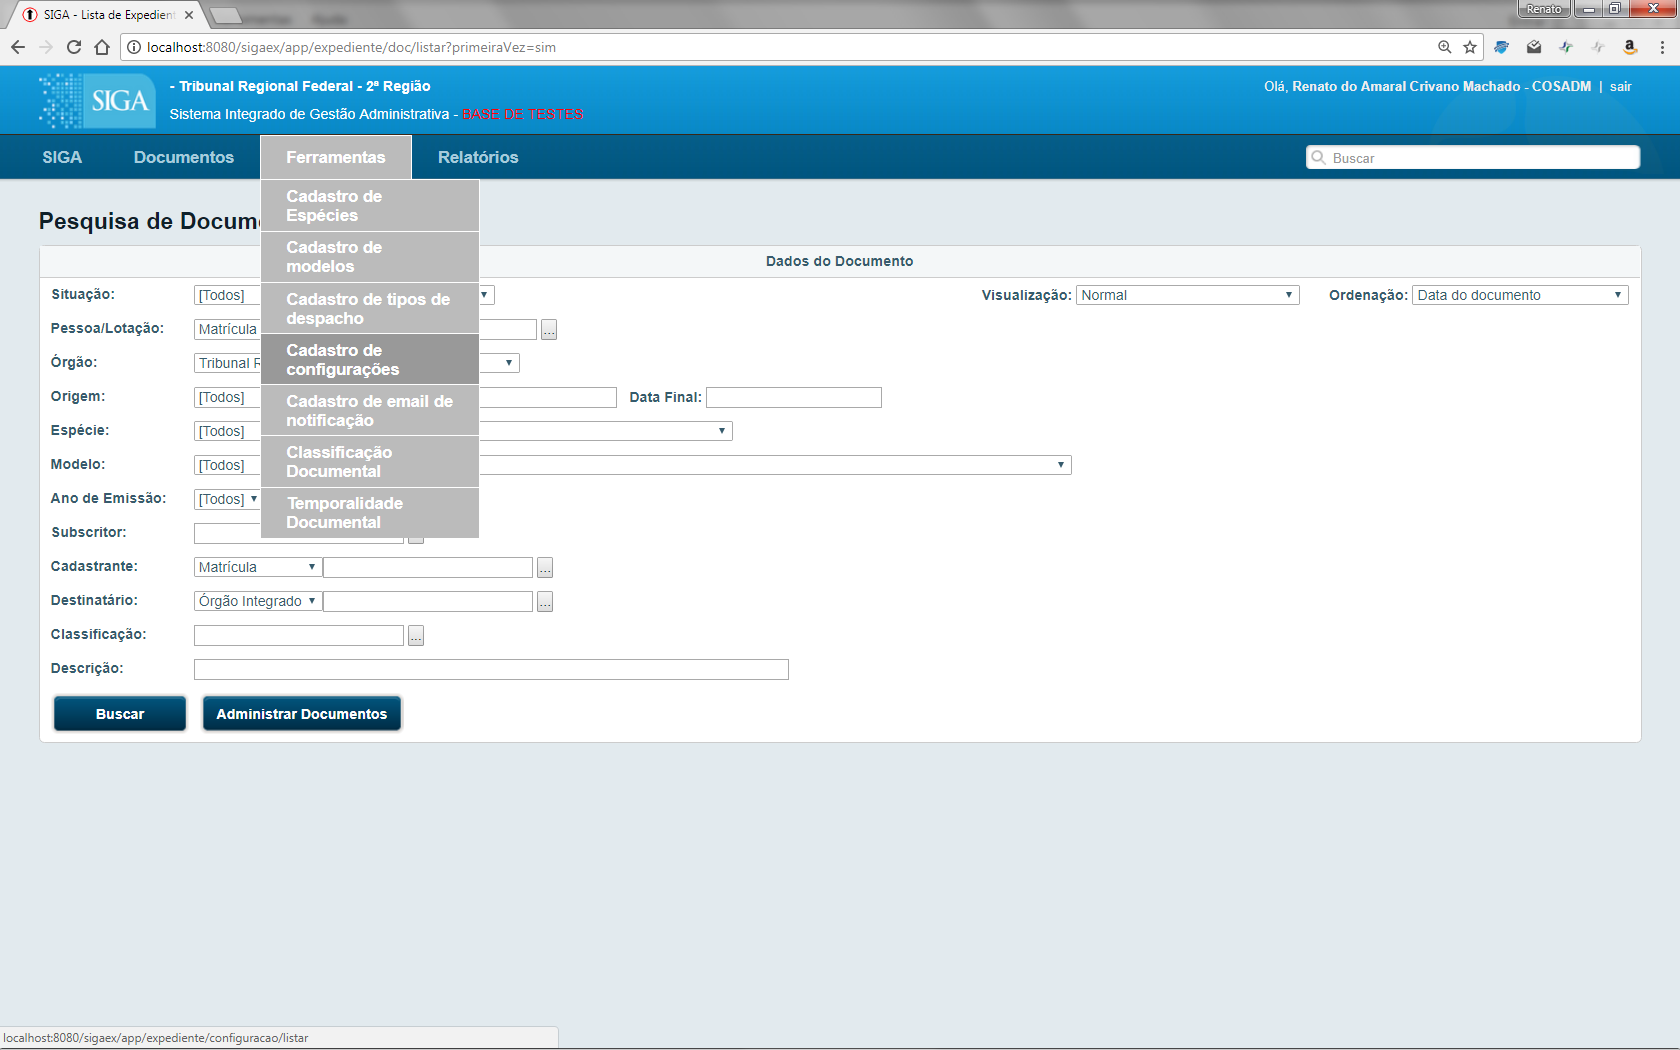 SIGA - Lista de Expedient
Renato
localhost:8080/sigaex/app/expediente/doc/listar?primeiraVez=sim
SIGA
- Tribunal Regional Federal - 2ª Região
Sistema Integrado de Gestão Administrativa - BASE DE TESTES
Olá, Renato do Amaral Crivano Machado - COSADM | sair
SIGA Documentos Ferramentas Relatórios
Buscar
Cadastro de
Espécies
Cadastro de
modelos
Cadastro de tipos de
despacho
Cadastro de
configurações
Cadastro de email de
notificação
Classificação
Documental
Temporalidade
Documental
Pesquisa de Docum
Dados do Documento
Situação: [Todos] Visualização: Normal Ordenação: Data do documento
Pessoa/Lotação: Matrícula ...
Órgão: Tribunal R
Origem: [Todos] Data Final:
Espécie: [Todos]
Modelo: [Todos]
Ano de Emissão: [Todos]
Subscritor:
Cadastrante: Matrícula ...
Destinatário: Órgão Integrado ...
Classificação: ...
Descrição:
Buscar Administrar Documentos
localhost:8080/sigaex/app/expediente/configuracao/listar